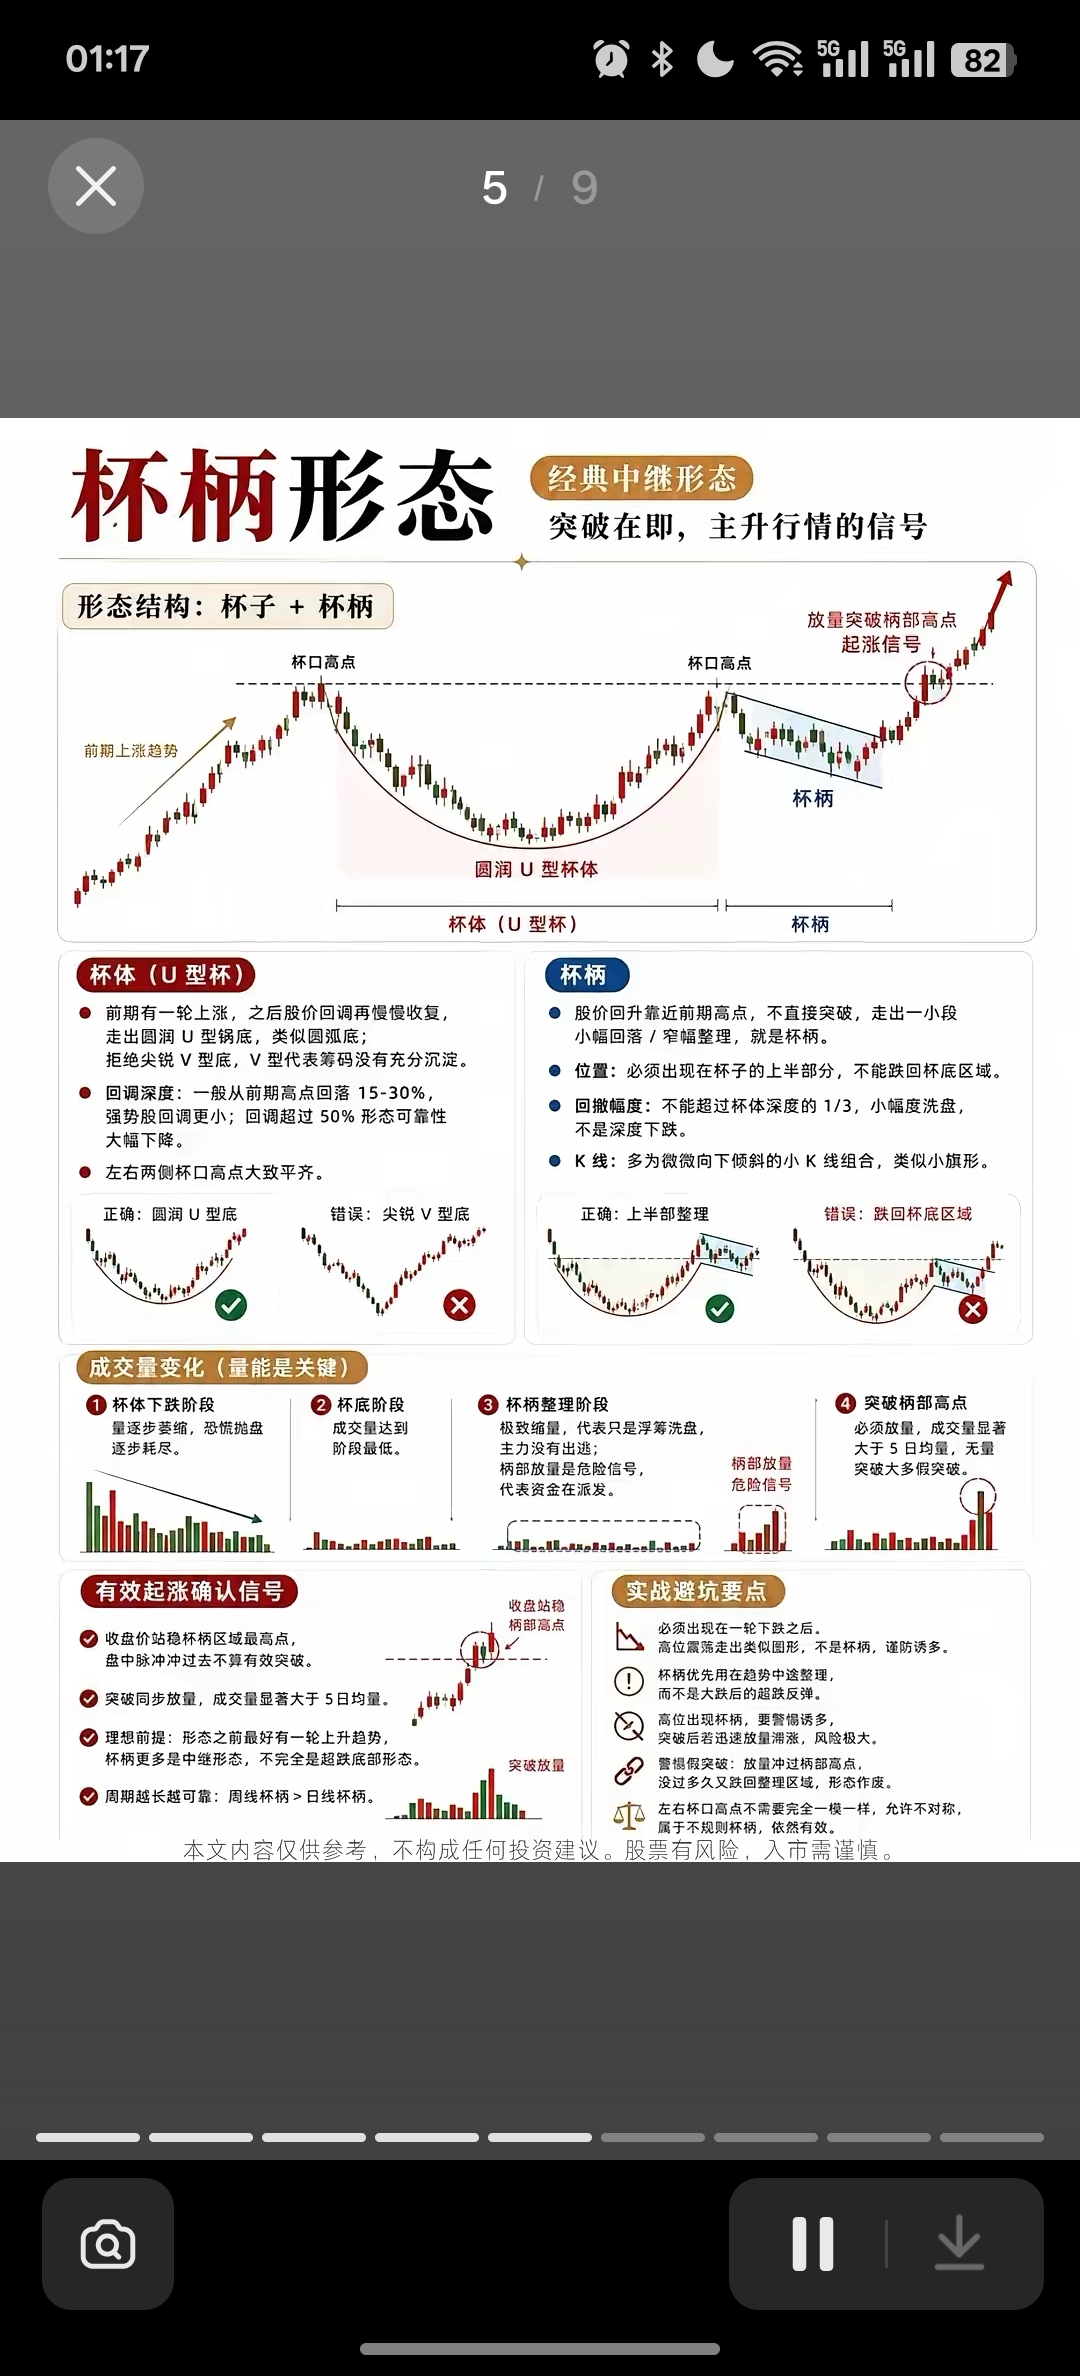 01:17
5G
5G
82
5 / 9
杯柄形态
经典中继形态
突破在即，主升行情的信号
形态结构：杯子 + 杯柄
放量突破柄部高点
起涨信号
杯口高点
杯口高点
前期上涨趋势
杯柄
圆润 U 型杯体
杯体（U 型杯）
杯柄
杯体（U 型杯）
前期有一轮上涨，之后股价回调再慢慢收复，
走出圆润 U 型锅底，类似圆弧底；
拒绝尖锐 V 型底，V 型代表筹码没有充分沉淀。
回调深度：一般从前期高点回落 15-30%，
强势股回调更小；回调超过 50% 形态可靠性
大幅下降。
左右两侧杯口高点大致平齐。
正确：圆润 U 型底
错误：尖锐 V 型底
杯柄
股价回升靠近前期高点，不直接突破，走出一小段
小幅回落 / 窄幅整理，就是杯柄。
位置：必须出现在杯子的上半部分，不能跌回杯底区域。
回撤幅度：不能超过杯体深度的 1/3，小幅度洗盘，
不是深度下跌。
K 线：多为微微向下倾斜的小 K 线组合，类似小旗形。
正确：上半部整理
错误：跌回杯底区域
成交量变化（量能是关键）
1 杯体下跌阶段
量逐步萎缩，恐慌抛盘
逐步耗尽。
2 杯底阶段
成交量达到
阶段最低。
3 杯柄整理阶段
极致缩量，代表只是浮筹洗盘，
主力没有出逃；
柄部放量是危险信号，
代表资金在派发。
柄部放量
危险信号
4 突破柄部高点
必须放量，成交量显著
大于 5 日均量，无量
突破大多假突破。
有效起涨确认信号
收盘价站稳杯柄区域最高点，
盘中脉冲冲过去不算有效突破。
突破同步放量，成交量显著大于 5日均量。
理想前提：形态之前最好有一轮上升趋势，
杯柄更多是中继形态，不完全是超跌底部形态。
周期越长越可靠：周线杯柄＞日线杯柄。
收盘站稳
柄部高点
突破放量
实战避坑要点
必须出现在一轮下跌之后。
高位震荡走出类似图形，不是杯柄，谨防诱多。
杯柄优先用在趋势中途整理，
而不是大跌后的超跌反弹。
高位出现杯柄，要警惕诱多，
突破后若迅速放量滞涨，风险极大。
警惕假突破：放量冲过柄部高点，
没过多久又跌回整理区域，形态作废。
左右杯口高点不需要完全一模一样，允许不对称，
属于不规则杯柄，依然有效。
本文内容仅供参考，不构成任何投资建议。股票有风险，入市需谨慎。